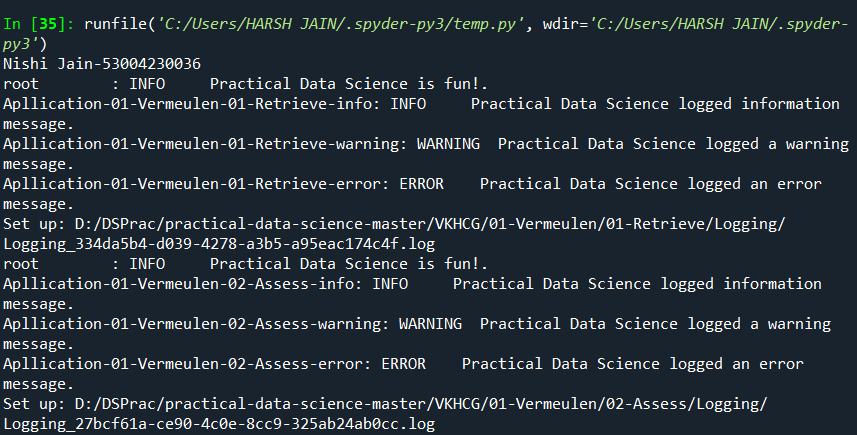 In [35]: runfile('C:/Users/HARSH JAIN/.spyder-py3/temp.py', wdir='C:/Users/HARSH JAIN/.spyder-
py3')
Nishi Jain-53004230036
root        : INFO     Practical Data Science is fun!.
Apllication-01-Vermeulen-01-Retrieve-info: INFO     Practical Data Science logged information
message.
Apllication-01-Vermeulen-01-Retrieve-warning: WARNING  Practical Data Science logged a warning
message.
Apllication-01-Vermeulen-01-Retrieve-error: ERROR    Practical Data Science logged an error
message.
Set up: D:/DSPrac/practical-data-science-master/VKHCG/01-Vermeulen/01-Retrieve/Logging/
Logging_334da5b4-d039-4278-a3b5-a95eac174c4f.log
root        : INFO     Practical Data Science is fun!.
Apllication-01-Vermeulen-02-Assess-info: INFO     Practical Data Science logged information
message.
Apllication-01-Vermeulen-02-Assess-warning: WARNING  Practical Data Science logged a warning
message.
Apllication-01-Vermeulen-02-Assess-error: ERROR    Practical Data Science logged an error
message.
Set up: D:/DSPrac/practical-data-science-master/VKHCG/01-Vermeulen/02-Assess/Logging/
Logging_27bcf61a-ce90-4c0e-8cc9-325ab24ab0cc.log